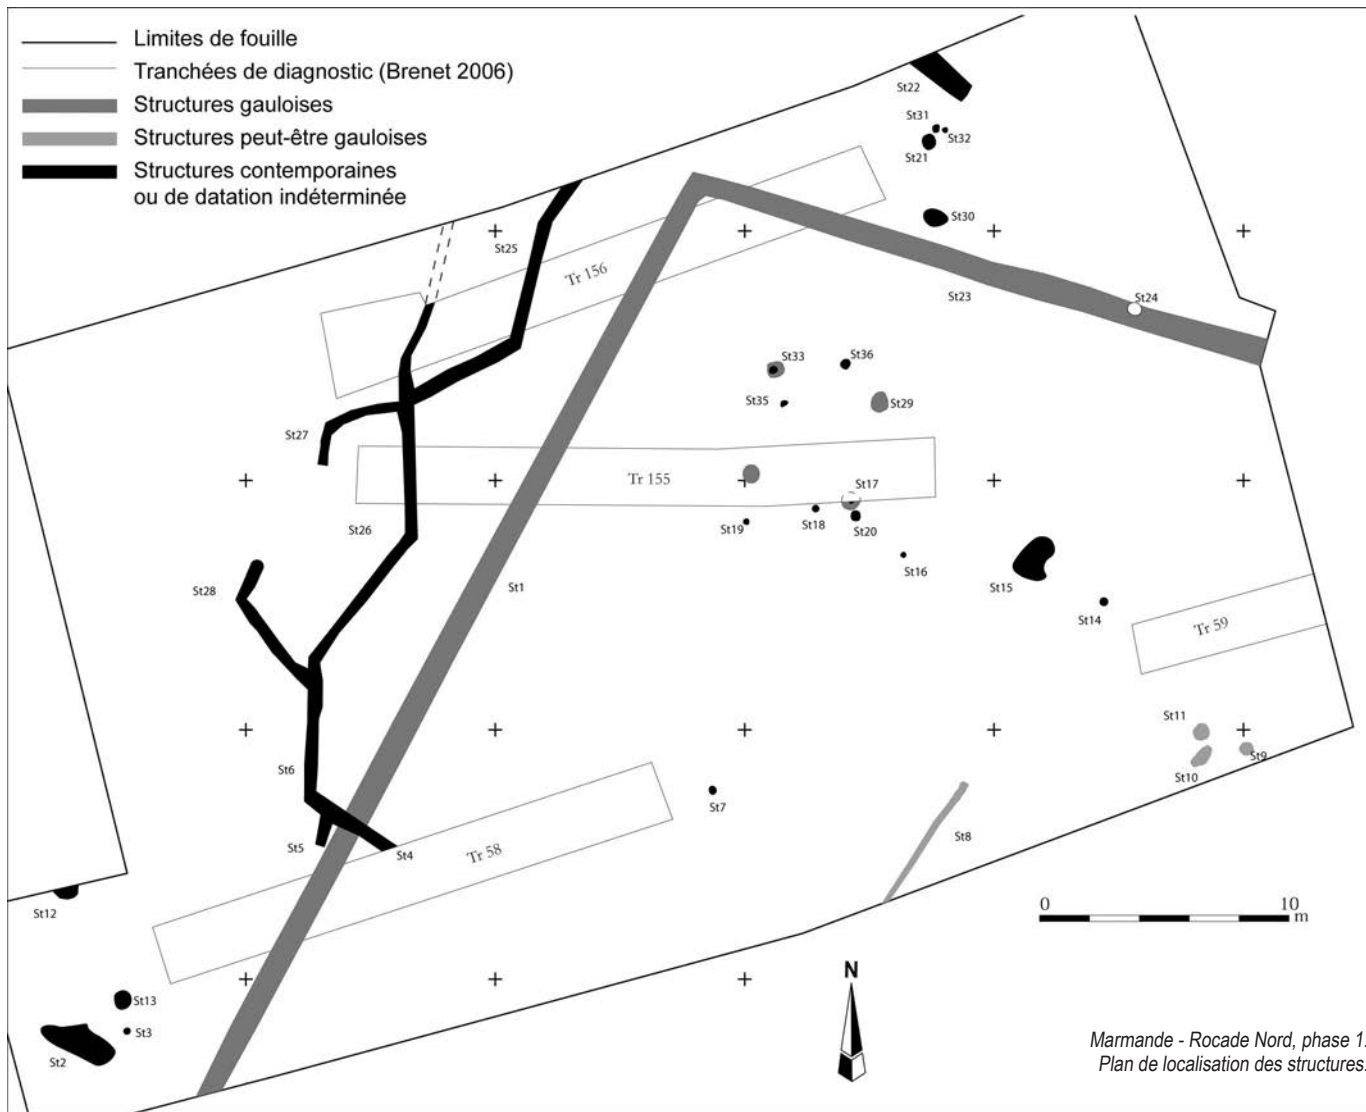 Limites de fouille
Tranchées de diagnostic (Brenet 2006)
Structures gauloises
Structures peut-être gauloises
Structures contemporaines
ou de datation indéterminée
St22
St31
St32
St21
St30
St25
Tr 156
St23
St24
St33
St36
St35
St29
St27
Tr 155
St17
St26
St19
St18
St20
St16
St28
St1
St15
St14
Tr 59
St11
St9
St10
St6
St7
St5
St4
Tr 58
St8
St12
0 10
m
N
St13
St3
St2
Marmande - Rocade Nord, phase 1.
Plan de localisation des structures.